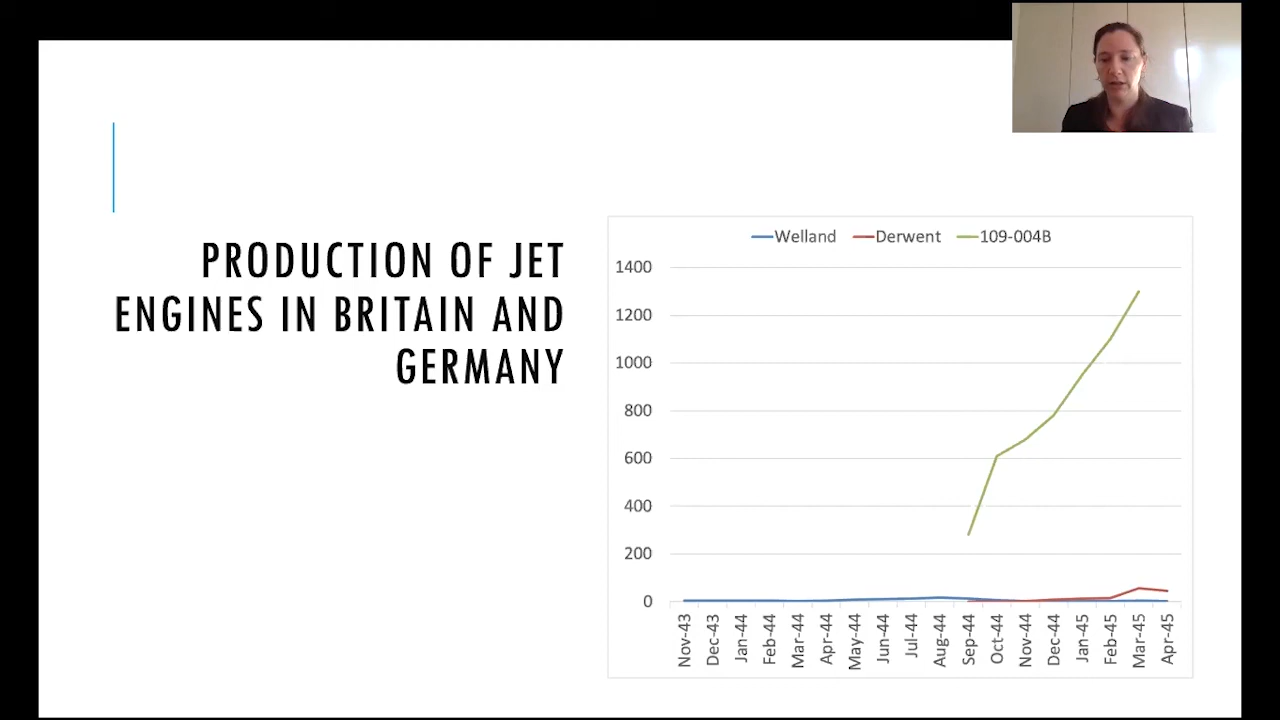 PRODUCTION OF JET
ENGINES IN BRITAIN AND
GERMANY
Welland Derwent 109-004B
1400
1200
1000
800
600
400
200
0
Nov-43 Dec-43 Jan-44 Feb-44 Mar-44 Apr-44 May-44 Jun-44 Jul-44 Aug-44 Sep-44 Oct-44 Nov-44 Dec-44 Jan-45 Feb-45 Mar-45 Apr-45